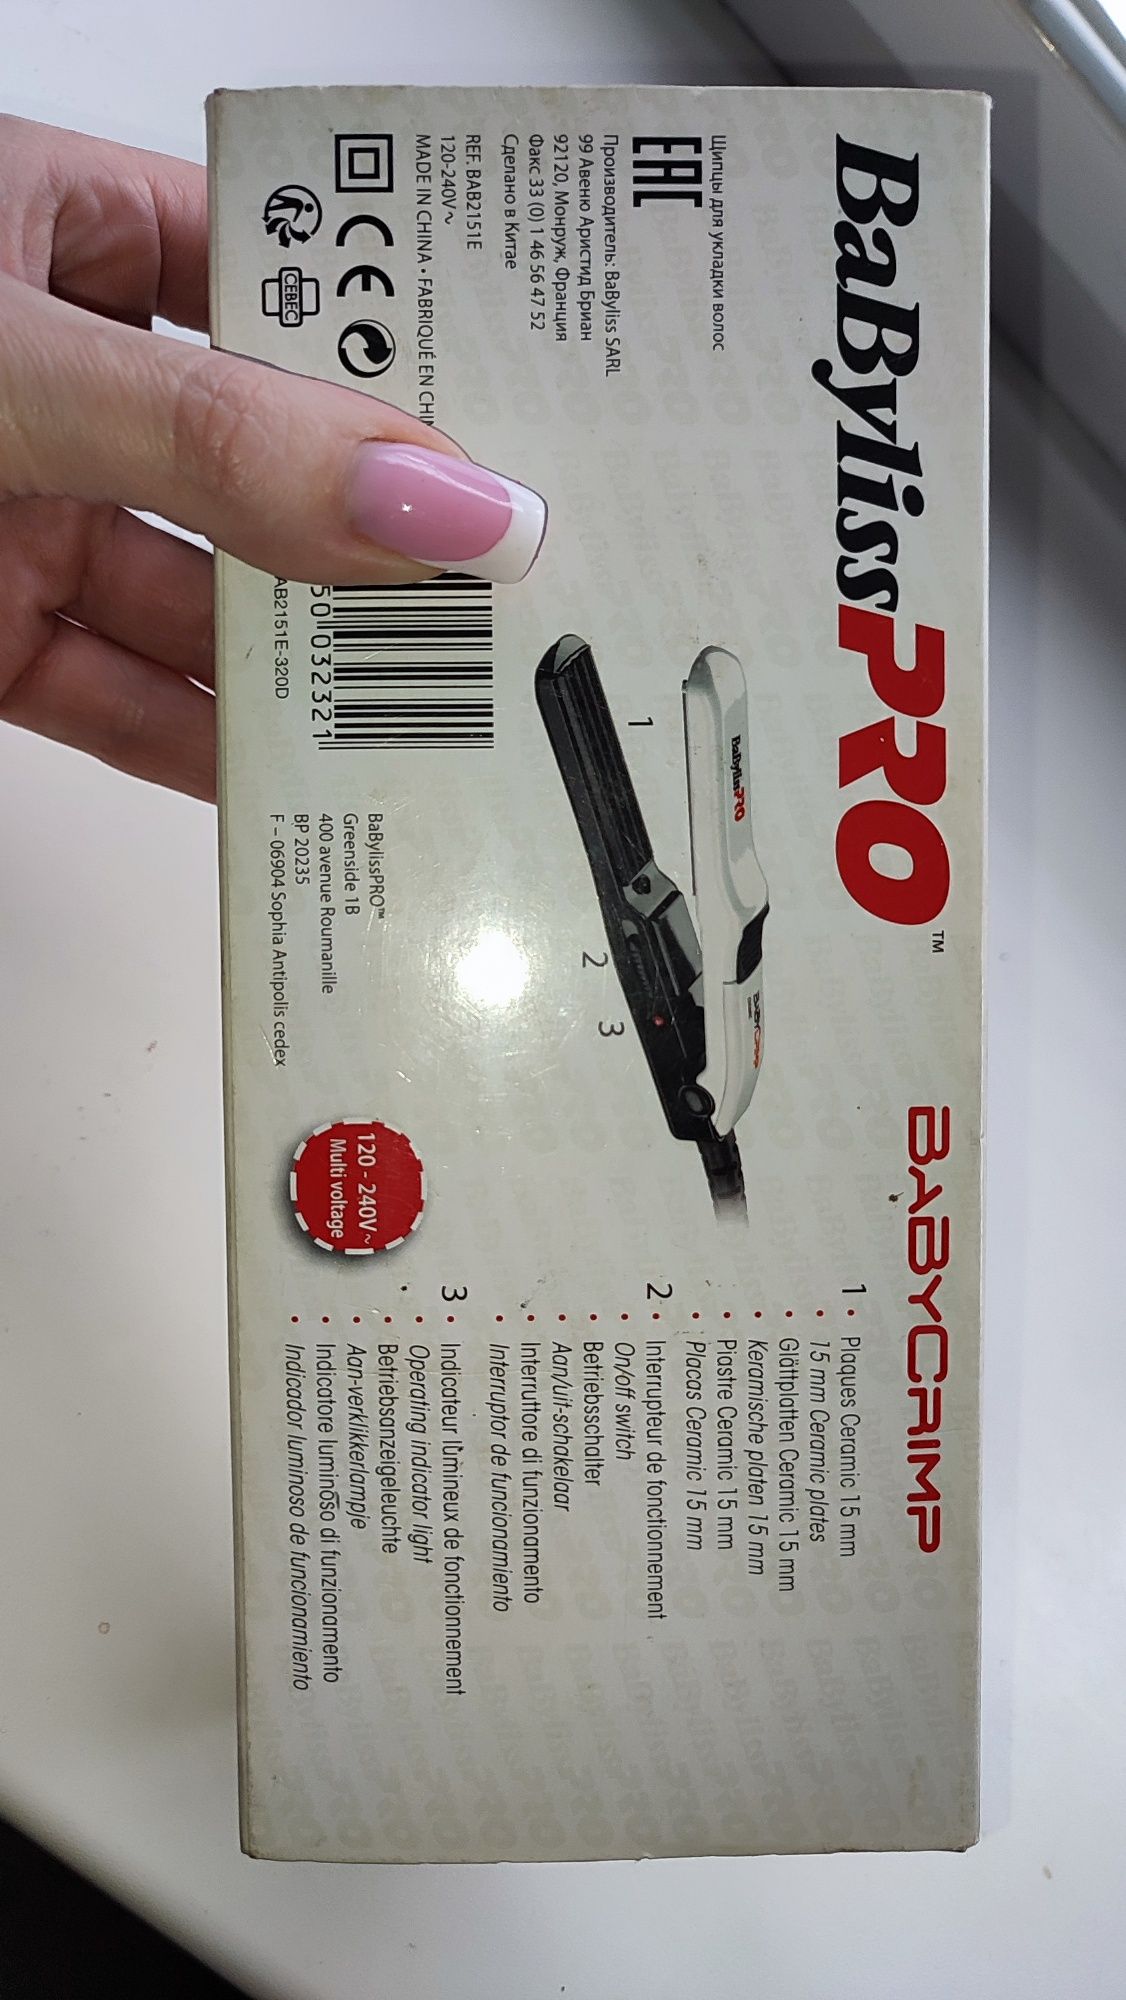 BaBylissPRO™
BABYCRIMP
Щипцы для укладки волос
EAC
Производитель: BaByliss SARL
99 Авеню Аристид Бриан
92120, Монруж, Франция
Факс 33 (0) 1 46 56 47 52
Сделано в Китае
REF. BAB2151E
120-240V~
MADE IN CHINA • FABRIQUÉ EN
CE
CEBEC
50 032321
AB2151E-320D
BaBylissPRO
BABYCRIMP
1
2
3
BaBylissPRO™
Greenside 1B
400 avenue Roumanille
BP 20235
F – 06904 Sophia Antipolis cedex
120 - 240V~
Multi voltage
1 • Plaques Ceramic 15 mm
• 15 mm Ceramic plates
• Glättplatten Ceramic 15 mm
• Keramische platen 15 mm
• Piastre Ceramic 15 mm
• Placas Ceramic 15 mm
2 • Interrupteur de fonctionnement
• On/off switch
• Betriebsschalter
• Aan/uit-schakelaar
• Interruttore di funzionamento
• Interruptor de funcionamiento
3 • Indicateur lumineux de fonctionnement
• Operating indicator light
• Betriebsanzeigeleuchte
• Aan-verklikkerlampje
• Indicatore luminoso di funzionamento
• Indicador luminoso de funcionamiento